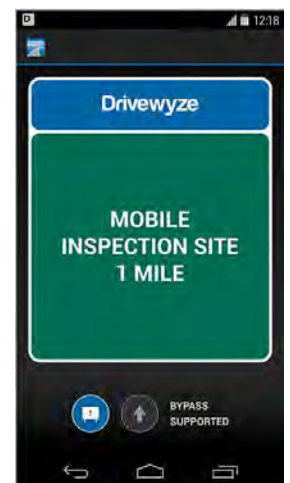 D 12:18
Drivewyze
MOBILE
INSPECTION SITE
1 MILE
!
BYPASS
SUPPORTED